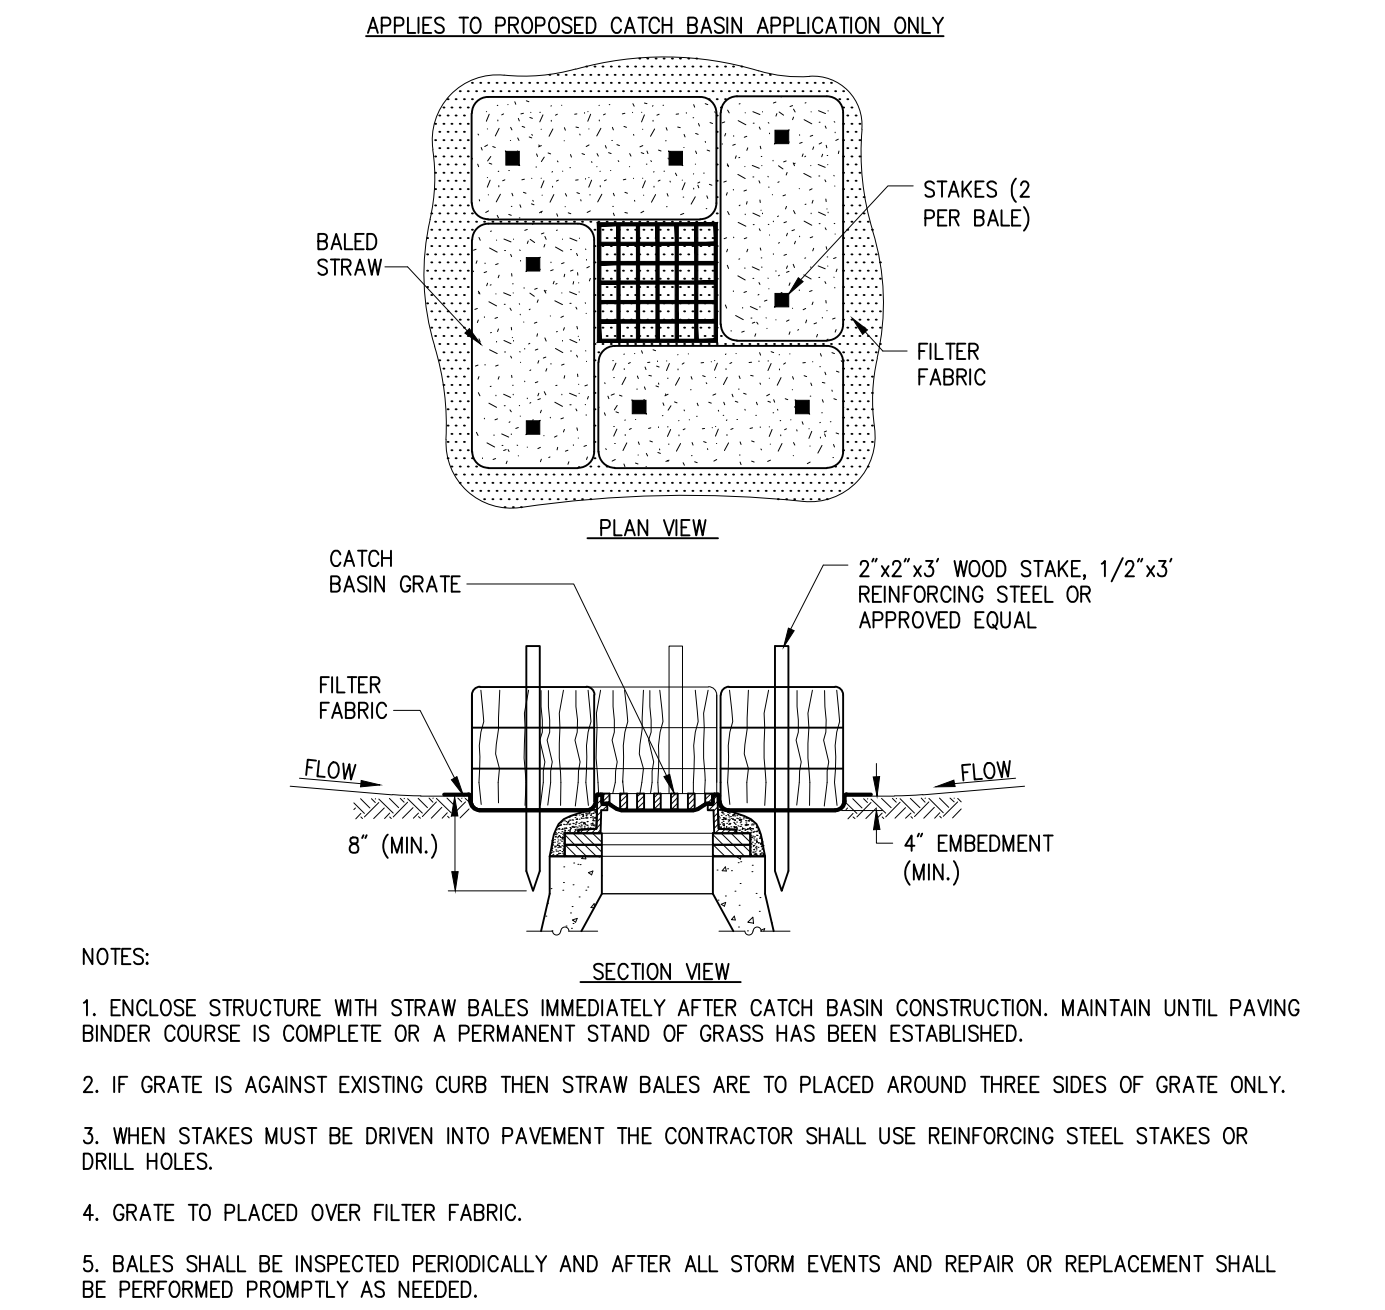 APPLIES TO PROPOSED CATCH BASIN APPLICATION ONLY
STAKES (2
PER BALE)
BALED
STRAW
FILTER
FABRIC
PLAN VIEW
CATCH
BASIN GRATE
2"x2"x3' WOOD STAKE, 1/2"x3'
REINFORCING STEEL OR
APPROVED EQUAL
FILTER
FABRIC
FLOW
FLOW
8" (MIN.)
4" EMBEDMENT
(MIN.)
SECTION VIEW
NOTES:
1. ENCLOSE STRUCTURE WITH STRAW BALES IMMEDIATELY AFTER CATCH BASIN CONSTRUCTION. MAINTAIN UNTIL PAVING
BINDER COURSE IS COMPLETE OR A PERMANENT STAND OF GRASS HAS BEEN ESTABLISHED.
2. IF GRATE IS AGAINST EXISTING CURB THEN STRAW BALES ARE TO PLACED AROUND THREE SIDES OF GRATE ONLY.
3. WHEN STAKES MUST BE DRIVEN INTO PAVEMENT THE CONTRACTOR SHALL USE REINFORCING STEEL STAKES OR
DRILL HOLES.
4. GRATE TO PLACED OVER FILTER FABRIC.
5. BALES SHALL BE INSPECTED PERIODICALLY AND AFTER ALL STORM EVENTS AND REPAIR OR REPLACEMENT SHALL
BE PERFORMED PROMPTLY AS NEEDED.